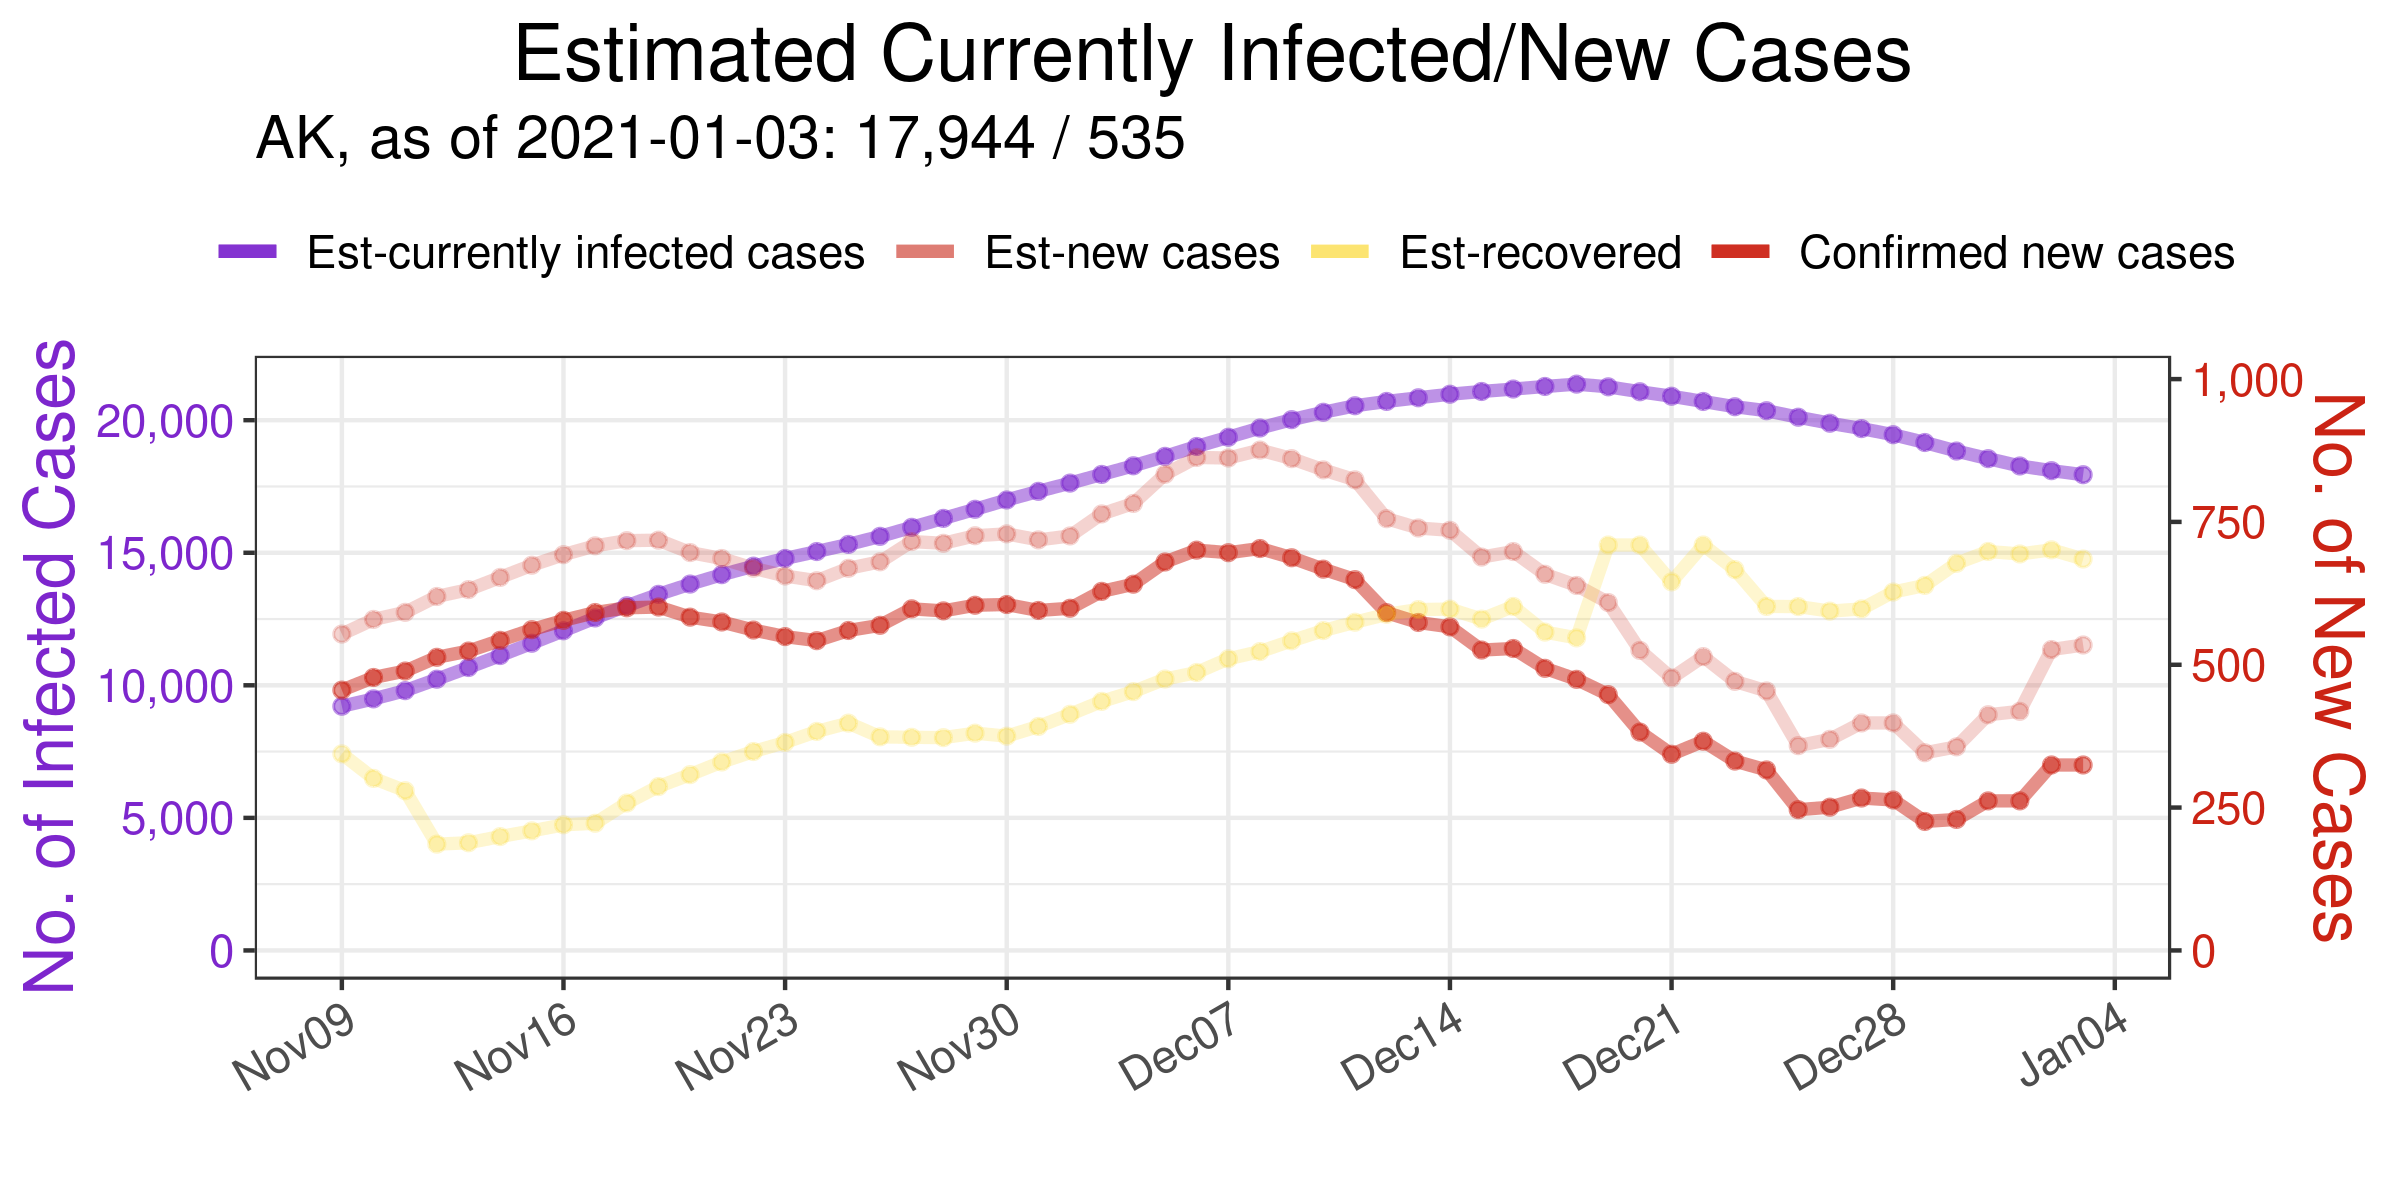 Estimated Currently Infected/New Cases
AK, as of 2021-01-03: 17,944 / 535
Est-currently infected cases Est-new cases Est-recovered Confirmed new cases
No. of Infected Cases
20,000
15,000
10,000
5,000
0
1,000
750
500
250
0
No. of New Cases
Nov09 Nov16 Nov23 Nov30 Dec07 Dec14 Dec21 Dec28 Jan04